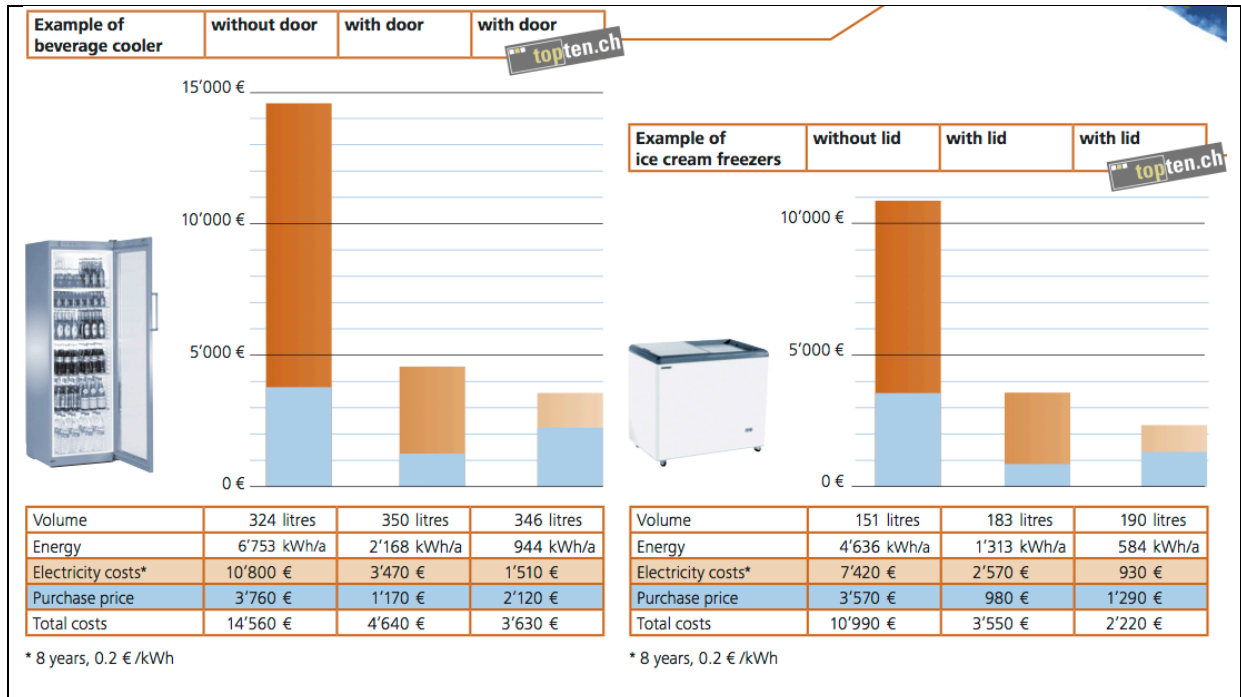 Example of beverage cooler without door with door with door
topten.ch
15’000 €
10’000 €
5’000 €
0 €
Volume 324 litres 350 litres 346 litres
Energy 6’753 kWh/a 2’168 kWh/a 944 kWh/a
Electricity costs* 10’800 € 3’470 € 1’510 €
Purchase price 3’760 € 1’170 € 2’120 €
Total costs 14’560 € 4’640 € 3’630 €
* 8 years, 0.2 €/kWh
Example of ice cream freezers without lid with lid with lid
topten.ch
10’000 €
5’000 €
0 €
Volume 151 litres 183 litres 190 litres
Energy 4’636 kWh/a 1’313 kWh/a 584 kWh/a
Electricity costs* 7’420 € 2’570 € 930 €
Purchase price 3’570 € 980 € 1’290 €
Total costs 10’990 € 3’550 € 2’220 €
* 8 years, 0.2 €/kWh